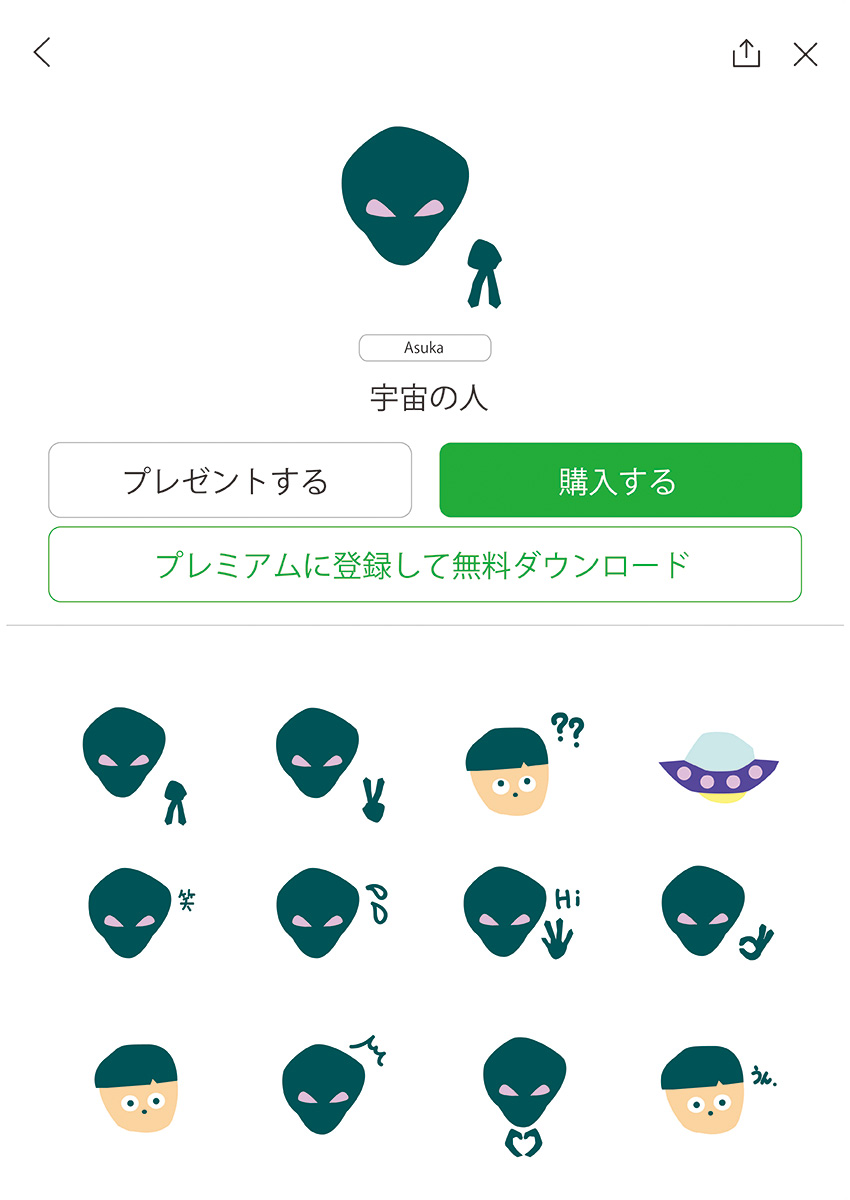 Asuka
宇宙の人
プレゼントする
購入する
プレミアムに登録して無料ダウンロード
??
笑
Hi
うん.